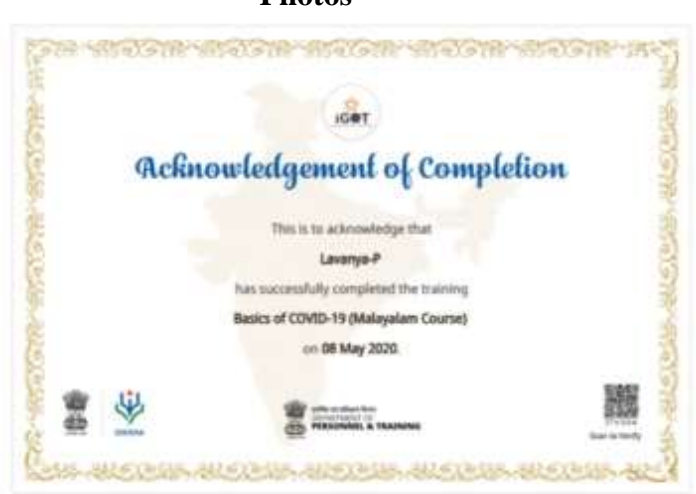 Photos
iGOT
Acknowledgement of Completion
This is to acknowledge that
Lavanya-P
has successfully completed the training
Basics of COVID-19 (Malayalam Course)
on 08 May 2020.
DEPARTMENT OF
PERSONNEL & TRAINING
Scan to Verify